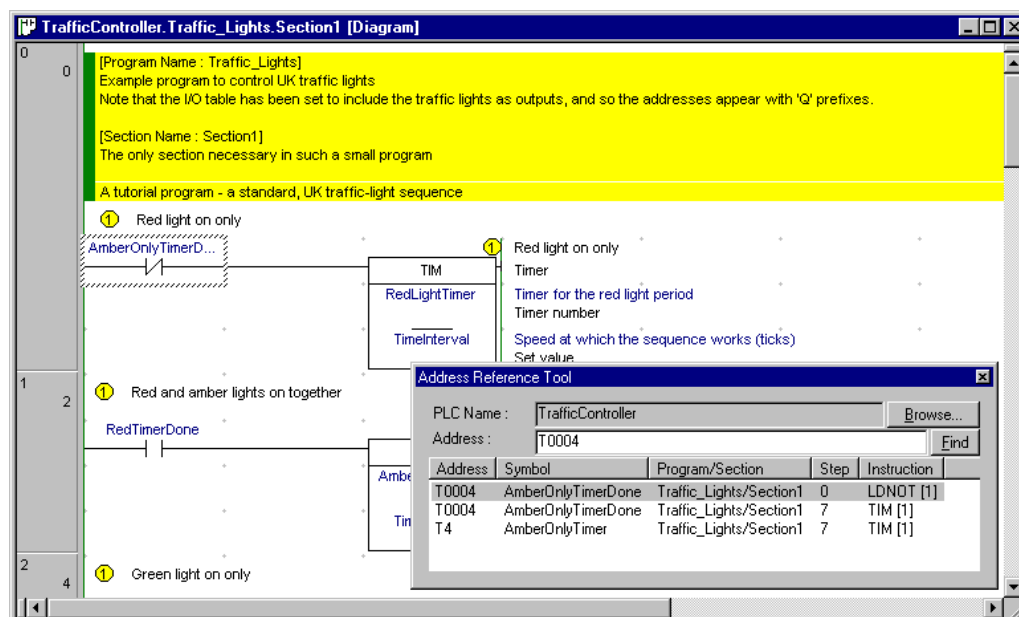 TrafficController.Traffic_Lights.Section1 [Diagram]
0
0
[Program Name : Traffic_Lights]
Example program to control UK traffic lights
Note that the I/O table has been set to include the traffic lights as outputs, and so the addresses appear with 'Q' prefixes.
[Section Name : Section1]
The only section necessary in such a small program
A tutorial program - a standard, UK traffic-light sequence
1 Red light on only
AmberOnlyTimerD...
1 Red light on only
TIM Timer
RedLightTimer Timer for the red light period
Timer number
TimeInterval Speed at which the sequence works (ticks)
Set value
1
2
1 Red and amber lights on together
RedTimerDone
Ambe
Tim
2
4
1 Green light on only
Address Reference Tool
PLC Name : TrafficController Browse...
Address : T0004 Find
Address Symbol Program/Section Step Instruction
T0004 AmberOnlyTimerDone Traffic_Lights/Section1 0 LDNOT [1]
T0004 AmberOnlyTimerDone Traffic_Lights/Section1 7 TIM [1]
T4 AmberOnlyTimer Traffic_Lights/Section1 7 TIM [1]